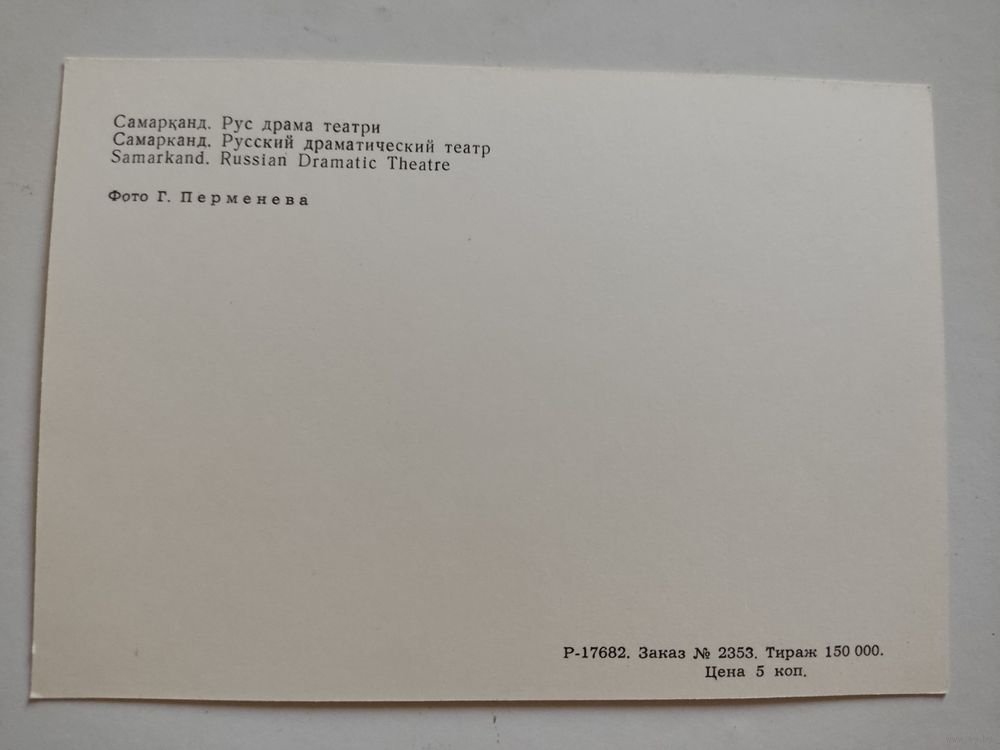 Самарқанд. Рус драма театри
Самарканд. Русский драматический театр
Samarkand. Russian Dramatic Theatre
Фото Г. Перменева
Р-17682. Заказ № 2353. Тираж 150 000.
Цена 5 коп.